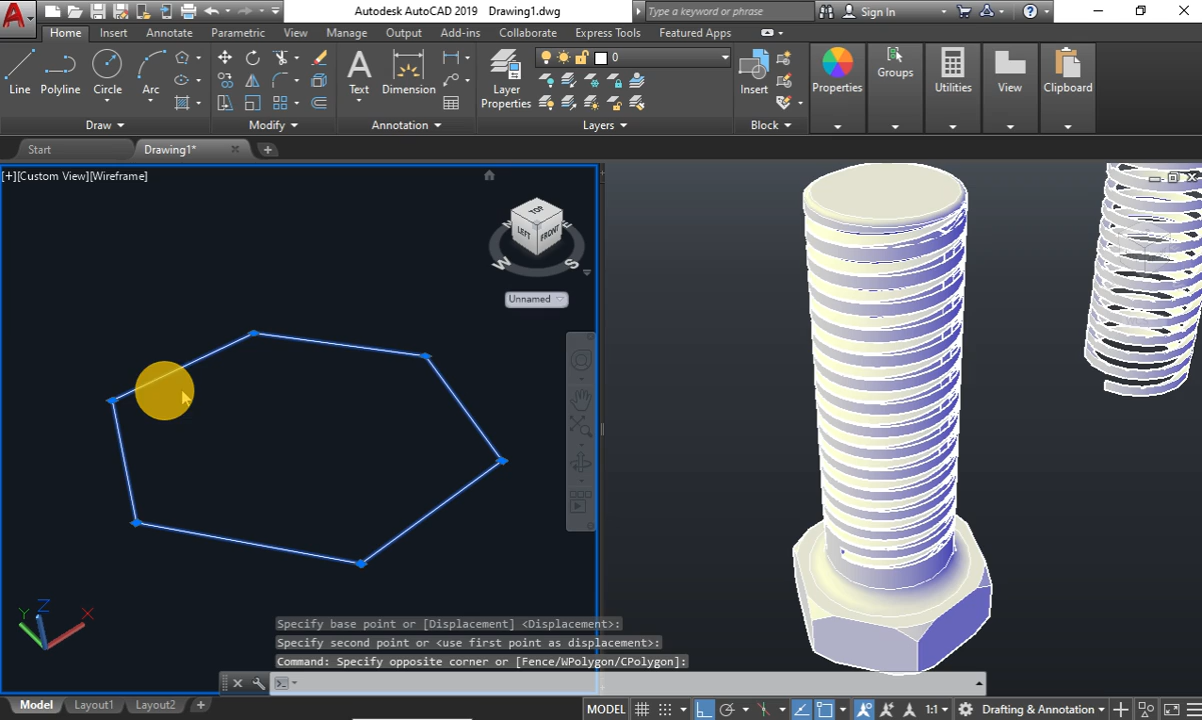 Autodesk AutoCAD 2019 Drawing1.dwg
Type a keyword or phrase
Sign In
Home Insert Annotate Parametric View Manage Output Add-ins Collaborate Express Tools Featured Apps
0
Line Polyline Circle Arc Text Dimension Layer Properties Insert Properties Groups Utilities View Clipboard
Draw Modify Annotation Layers Block
Start Drawing1*
[+][Custom View][Wireframe]
TOP
LEFT FRONT
N E
W S
Unnamed
Y Z X
Specify base point or [Displacement] <Displacement>:
Specify second point or <use first point as displacement>:
Command: Specify opposite corner or [Fence/WPolygon/CPolygon]:
Model Layout1 Layout2 MODEL 1:1 Drafting & Annotation